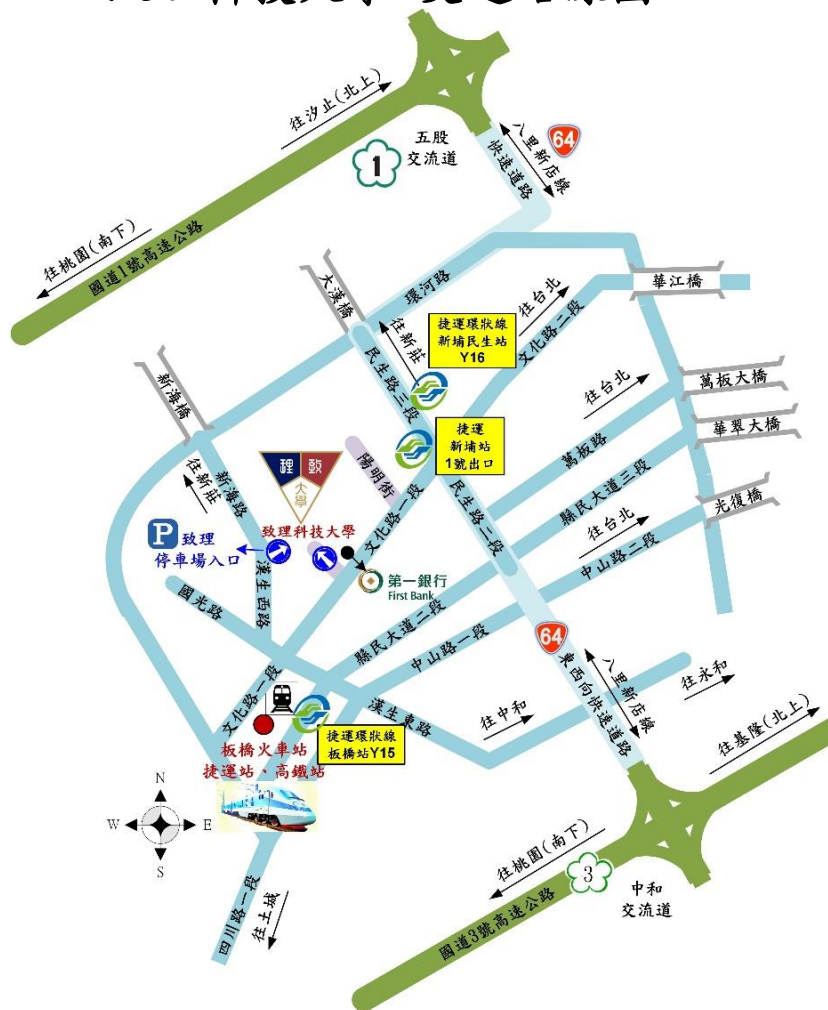 往汐止(北上)
五股
交流道
1
64
八里新店線
快速道路
往桃園(南下)
國道1號高速公路
環河路
大漢橋
往新莊
捷運環狀線
新埔民生站
Y16
往台北
文化路二段
華江橋
民生路三段
新海橋
往台北
萬板大橋
捷運
新埔站
1號出口
萬板路
華翠大橋
陽明街
往新莊
新海路
理 致
大學
致理科技大學
文化路一段
民生路二段
縣民大道三段
往台北
光復橋
P 致理
停車場入口
漢生西路
第一銀行
First Bank
中山路二段
國光路
縣民大道二段
中山路一段
64
八里新店線
東西向快速道路
往永和
文化路一段
漢生東路
往中和
捷運環狀線
板橋站Y15
板橋火車站
捷運站、高鐵站
往基隆(北上)
N
W
E
S
往桃園(南下)
3
中和
交流道
國道3號高速公路
四川路一段
往土城